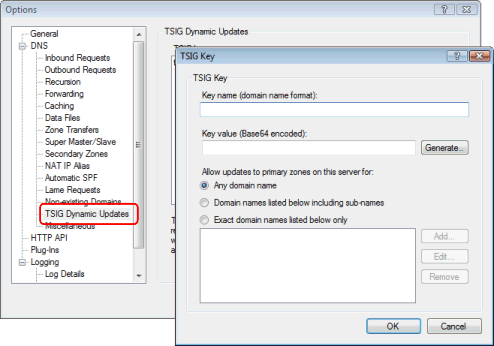 Options
General
DNS
Inbound Requests
Outbound Requests
Recursion
Forwarding
Caching
Data Files
Zone Transfers
Super Master/Slave
Secondary Zones
NAT IP Alias
Automatic SPF
Lame Requests
Non-existing Domains
TSIG Dynamic Updates
Miscellaneous
HTTP API
Plug-Ins
Logging
Log Details
TSIG Dynamic Updates
TSIG Key
TSIG Key
Key name (domain name format):
Key value (Base64 encoded):
Generate..
Allow updates to primary zones on this server for:
Any domain name
Domain names listed below including sub-names
Exact domain names listed below only
Add...
Edit...
Remove
OK
Cancel